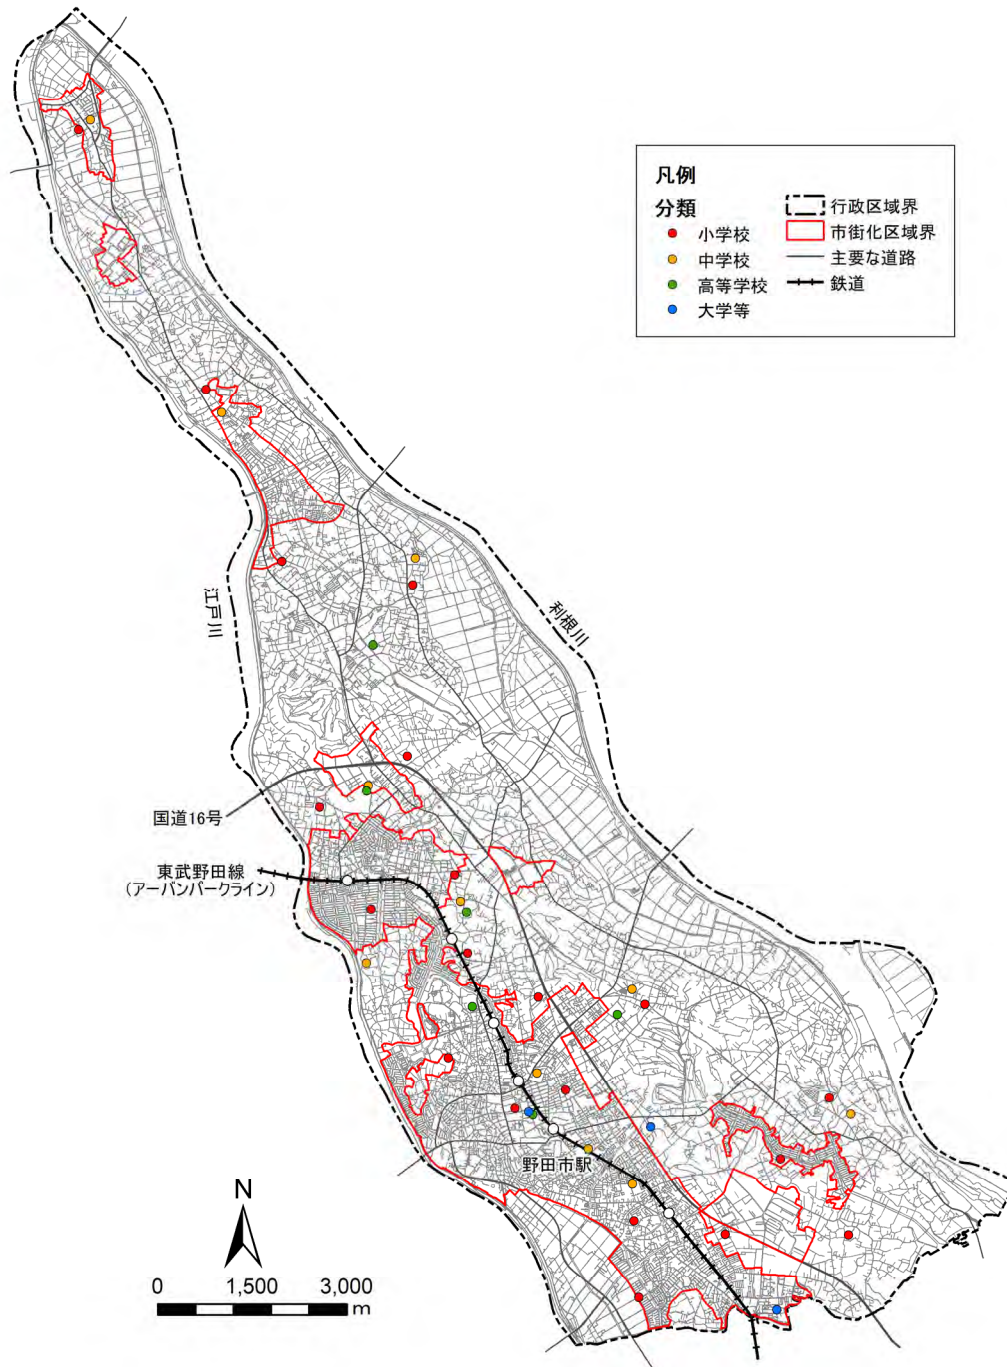 凡例
分類
小学校
中学校
高等学校
大学等
行政区域界
市街化区域界
主要な道路
鉄道
江戸川
利根川
国道16号
東武野田線
(アーバンパークライン)
野田市駅
N
0 1,500 3,000
m